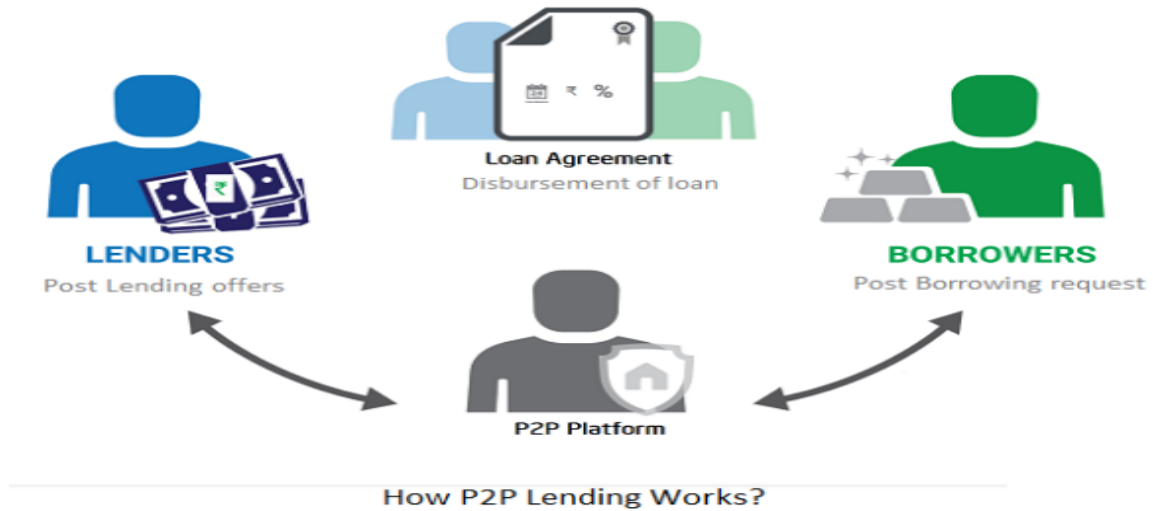 ₹ %
Loan Agreement
Disbursement of loan
₹
LENDERS
Post Lending offers
BORROWERS
Post Borrowing request
P2P Platform
How P2P Lending Works?